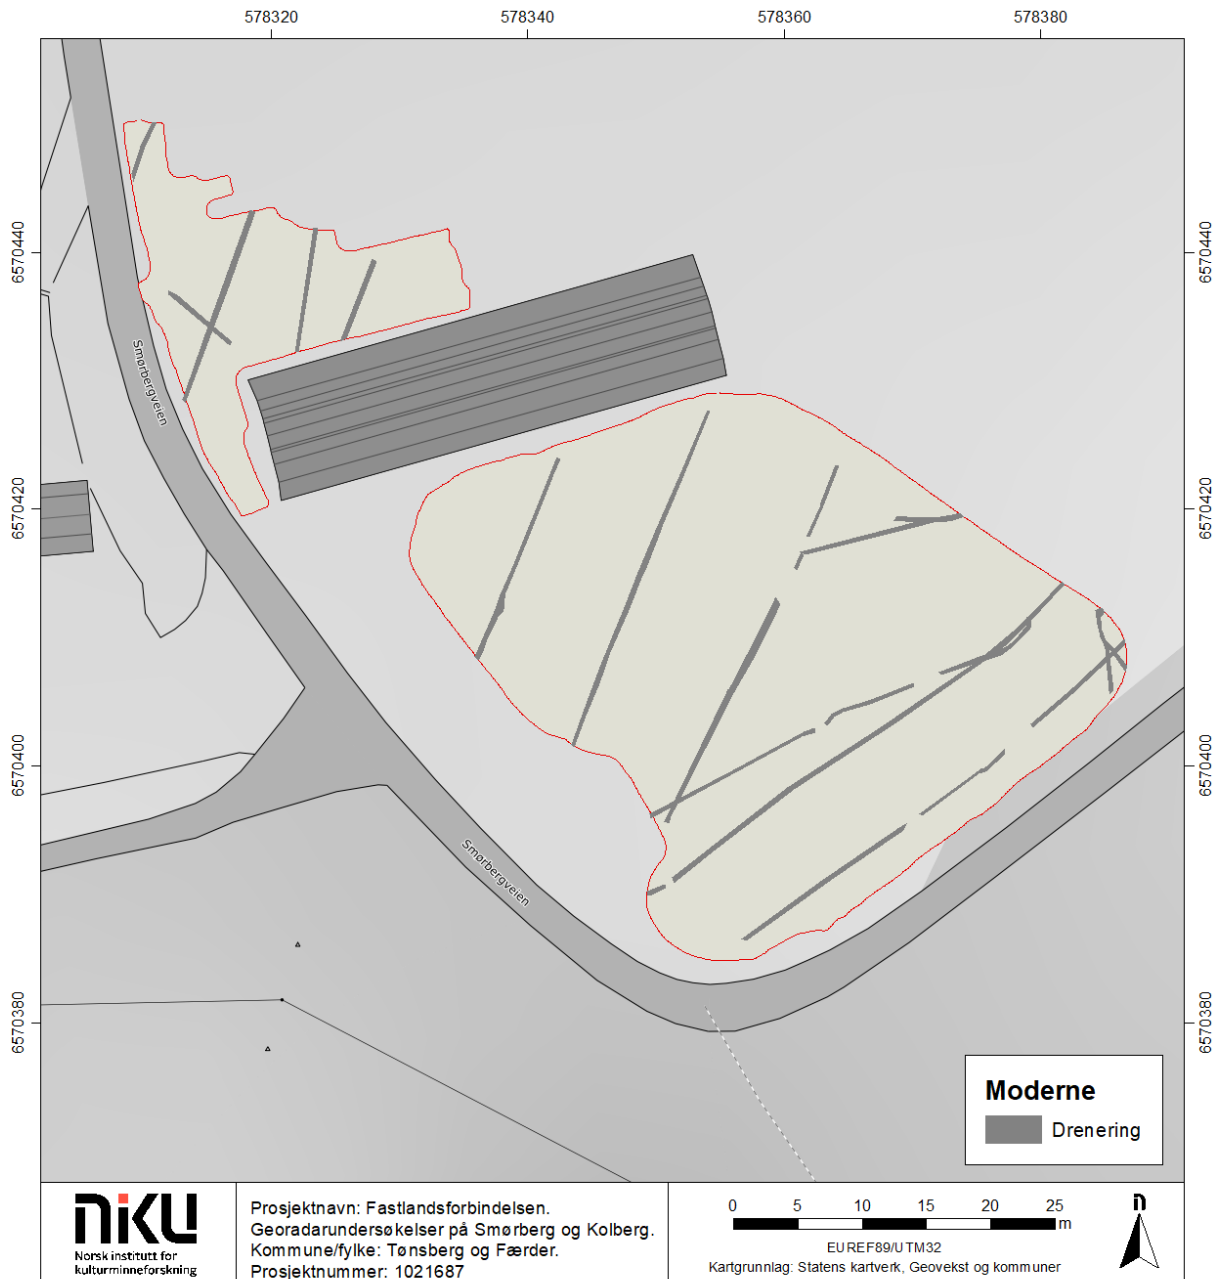 578320 578340 578360 578380
6570440 6570440
Smørbergveien
6570420 6570420
6570400 6570400
Smørbergveien
6570380 6570380
Moderne
Drenering
NIKU
Norsk institutt for
kulturminneforskning
Prosjektnavn: Fastlandsforbindelsen.
Georadarundersøkelser på Smørberg og Kolberg.
Kommune/fylke: Tønsberg og Færder.
Prosjektnummer: 1021687
0 5 10 15 20 25
m
EUREF89/UTM32
Kartgrunnlag: Statens kartverk, Geovekst og kommuner
n